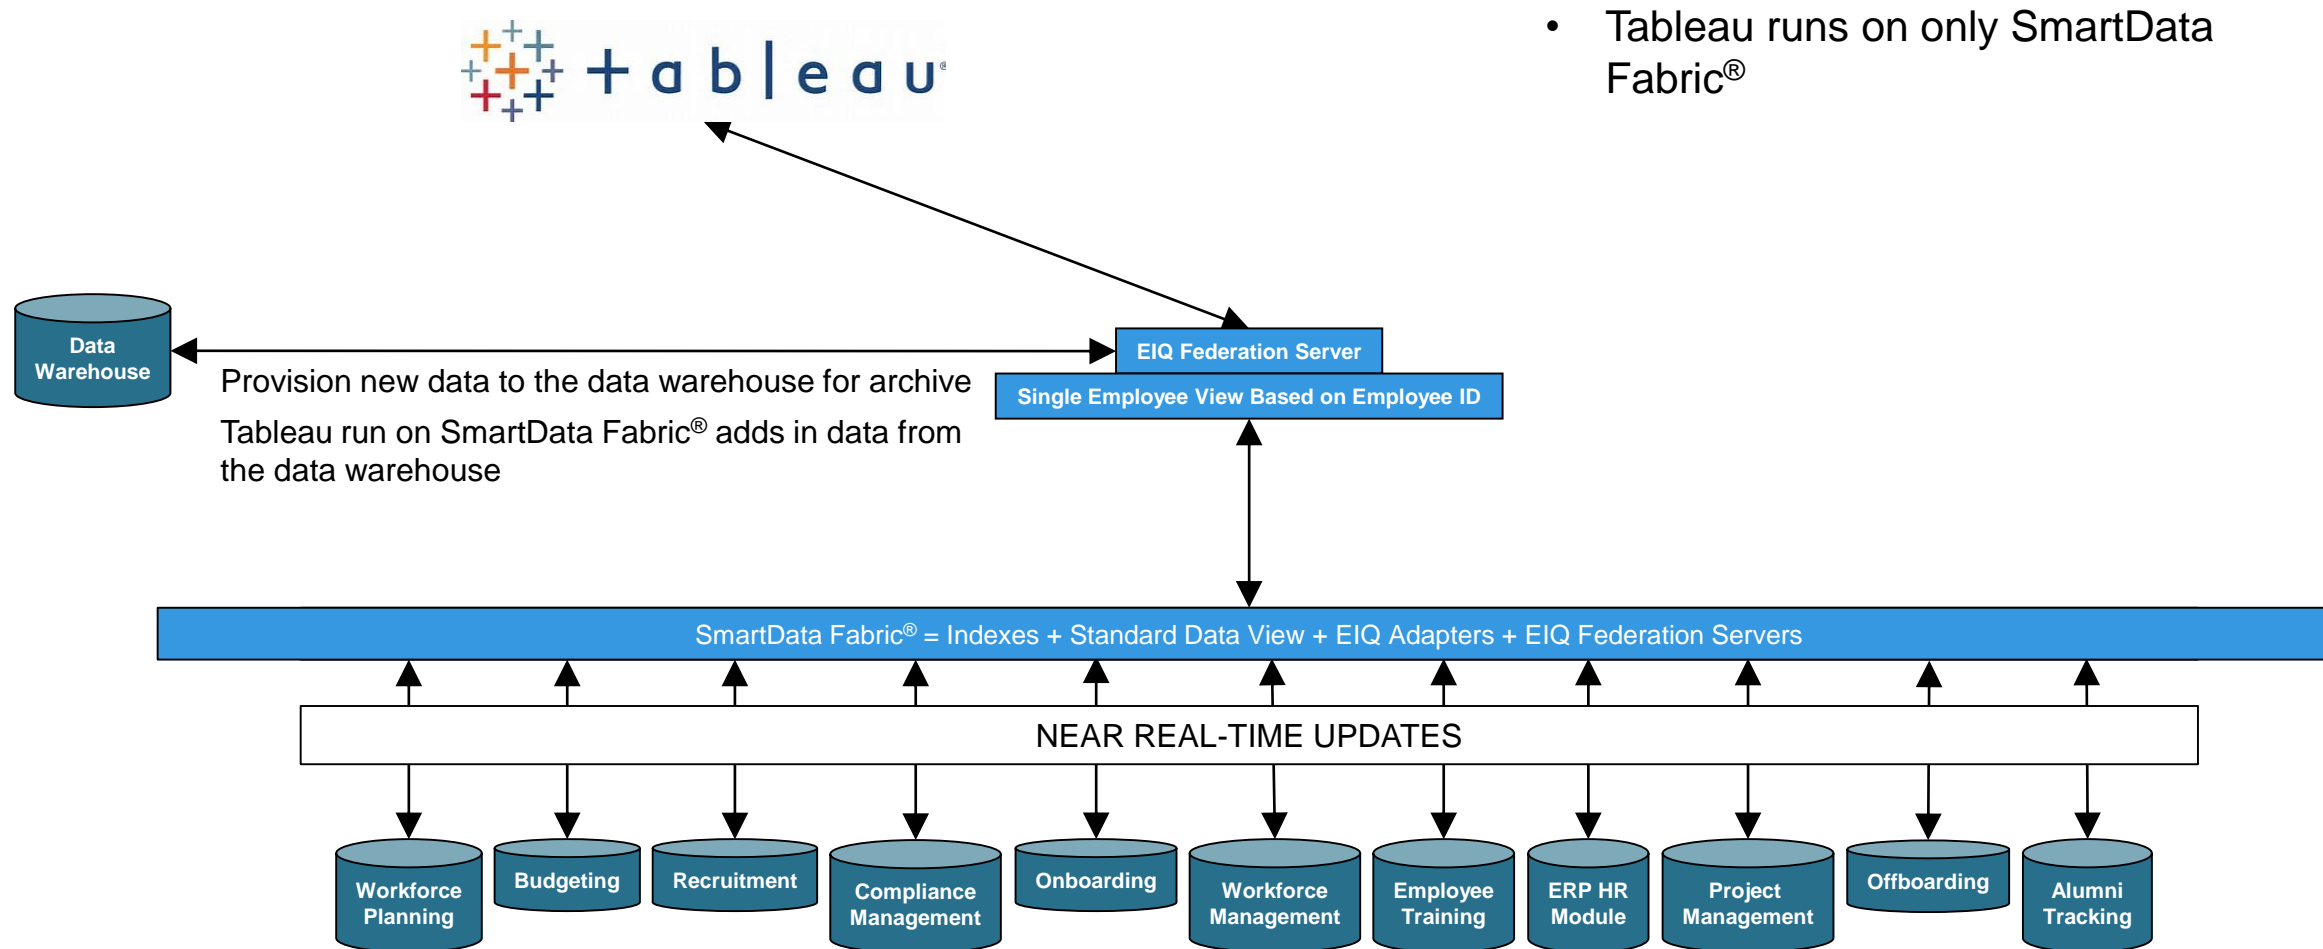 + a b l e a u®
• Tableau runs on only SmartData
Fabric®
Data
Warehouse
EIQ Federation Server
Single Employee View Based on Employee ID
Provision new data to the data warehouse for archive
Tableau run on SmartData Fabric® adds in data from
the data warehouse
SmartData Fabric® = Indexes + Standard Data View + EIQ Adapters + EIQ Federation Servers
NEAR REAL-TIME UPDATES
Workforce
Planning
Budgeting
Recruitment
Compliance
Management
Onboarding
Workforce
Management
Employee
Training
ERP HR
Module
Project
Management
Offboarding
Alumni
Tracking